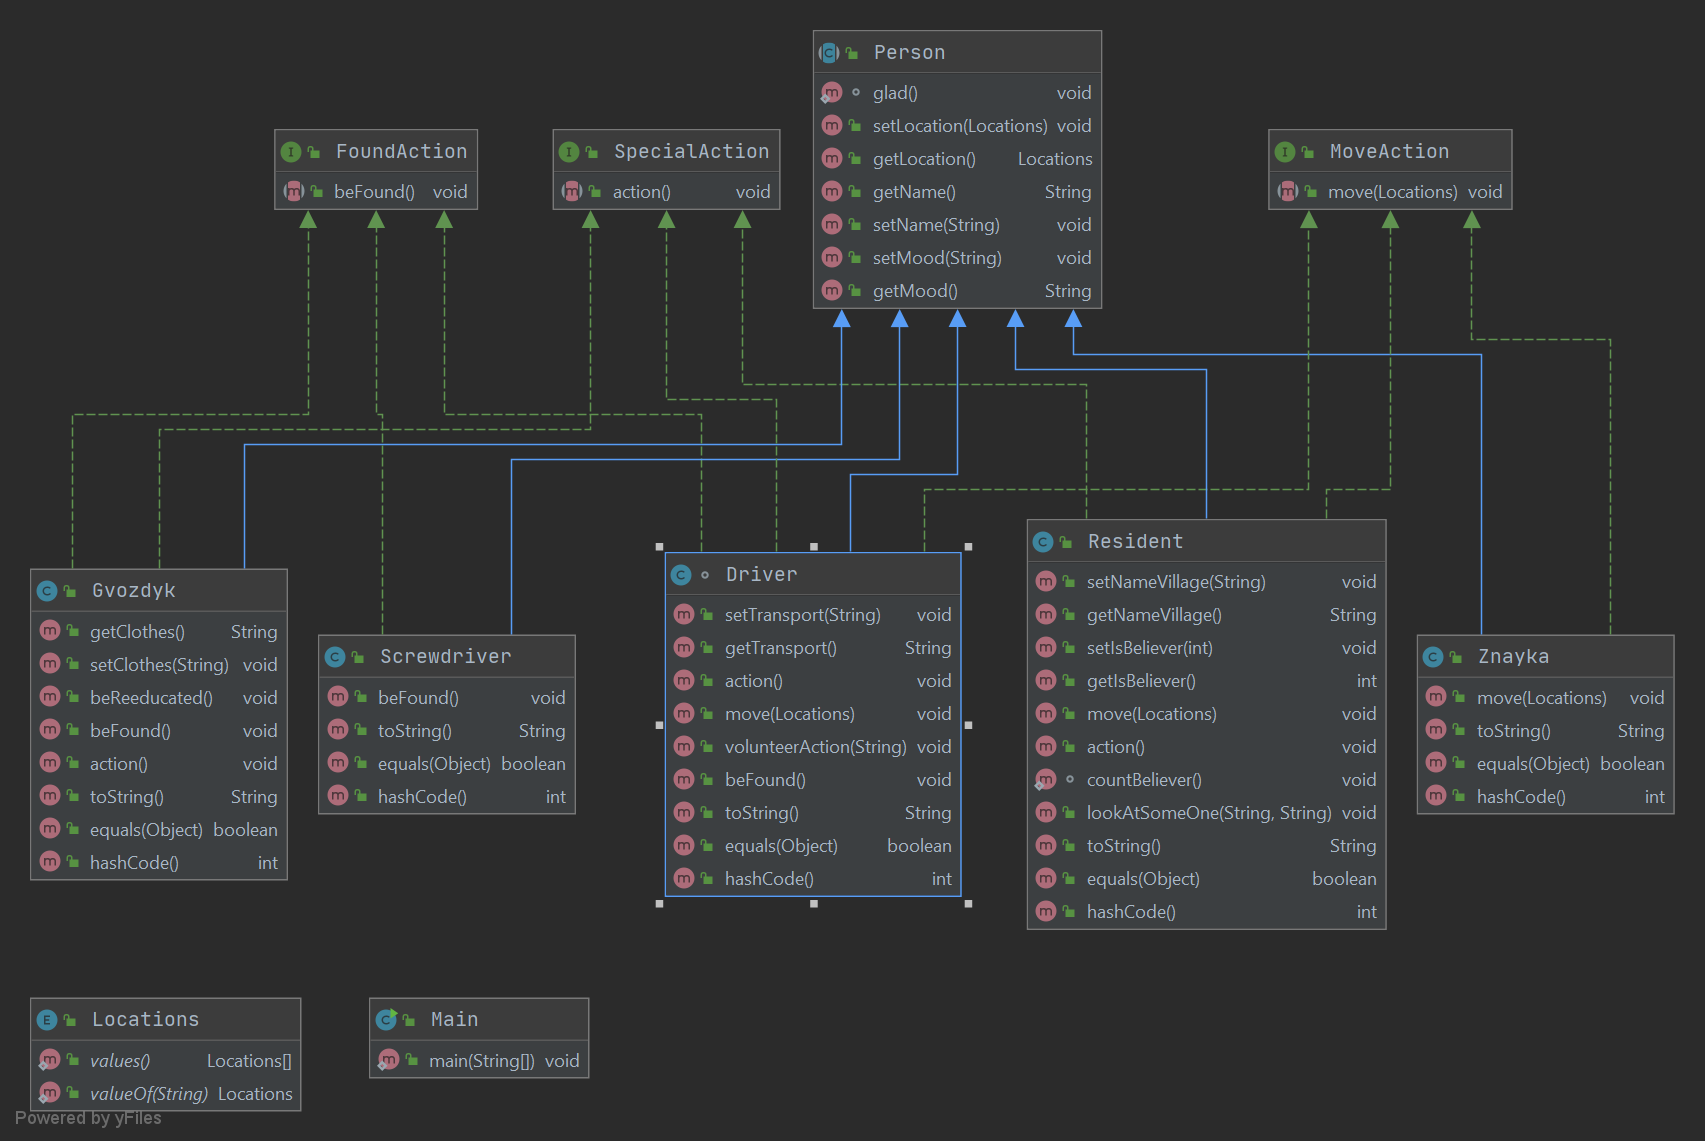 Person
glad() void
setLocation(Locations) void
getLocation() Locations
getName() String
setName(String) void
setMood(String) void
getMood() String
FoundAction
beFound() void
SpecialAction
action() void
MoveAction
move(Locations) void
Gvozdyk
getClothes() String
setClothes(String) void
beReeducated() void
beFound() void
action() void
toString() String
equals(Object) boolean
hashCode() int
Screwdriver
beFound() void
toString() String
equals(Object) boolean
hashCode() int
Driver
setTransport(String) void
getTransport() String
action() void
move(Locations) void
volunteerAction(String) void
beFound() void
toString() String
equals(Object) boolean
hashCode() int
Resident
setNameVillage(String) void
getNameVillage() String
setIsBeliever(int) void
getIsBeliever() int
move(Locations) void
action() void
countBeliever() void
lookAtSomeOne(String, String) void
toString() String
equals(Object) boolean
hashCode() int
Znayka
move(Locations) void
toString() String
equals(Object) boolean
hashCode() int
Locations
values() Locations[]
valueOf(String) Locations
Main
main(String[]) void
Powered by yFiles